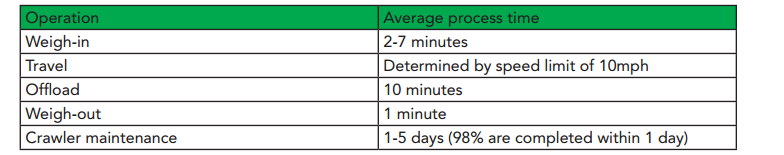 Operation Average process time
Weigh-in 2-7 minutes
Travel Determined by speed limit of 10mph
Offload 10 minutes
Weigh-out 1 minute
Crawler maintenance 1-5 days (98% are completed within 1 day)